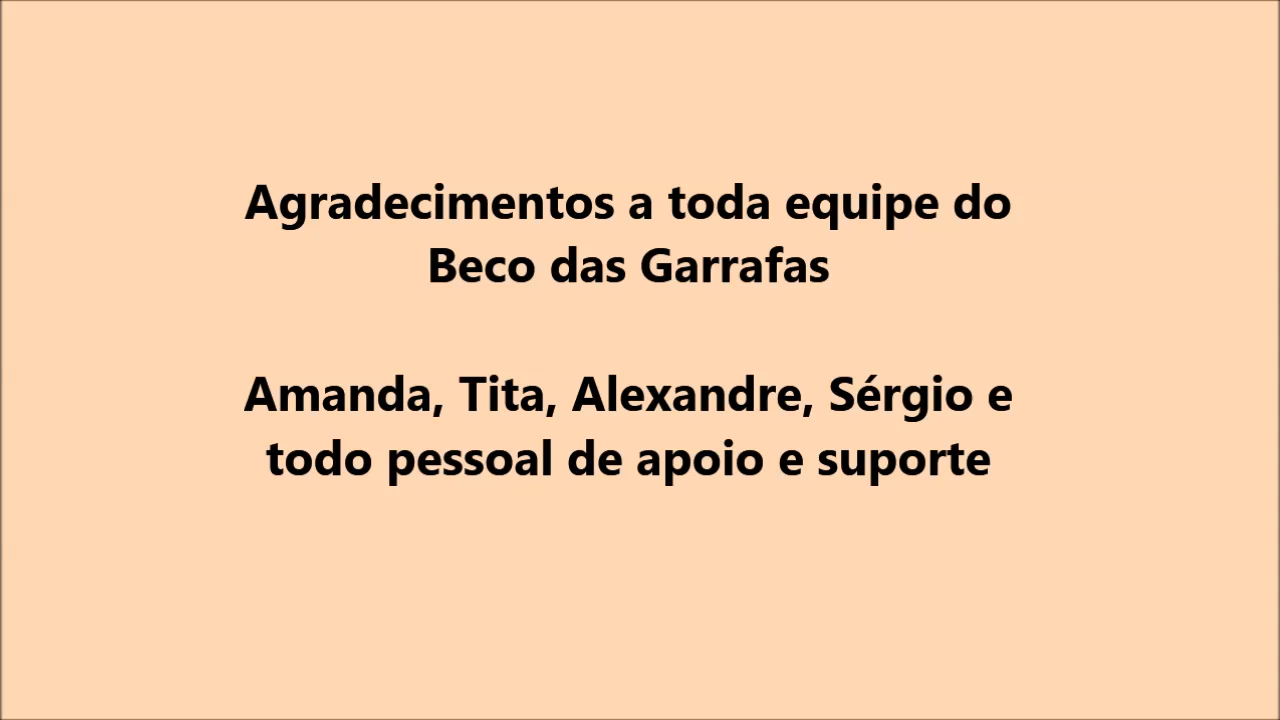 Agradecimentos a toda equipe do
Beco das Garrafas
Amanda, Tita, Alexandre, Sérgio e
todo pessoal de apoio e suporte